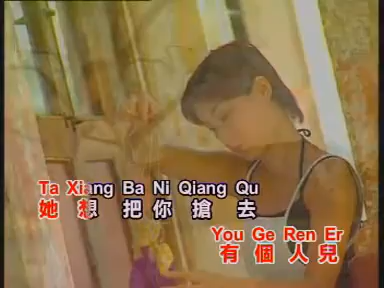 Ta Xiang Ba Ni Qiang Qu
她 想 把 你 搶 去
You Ge Ren Er
有 個 人 兒